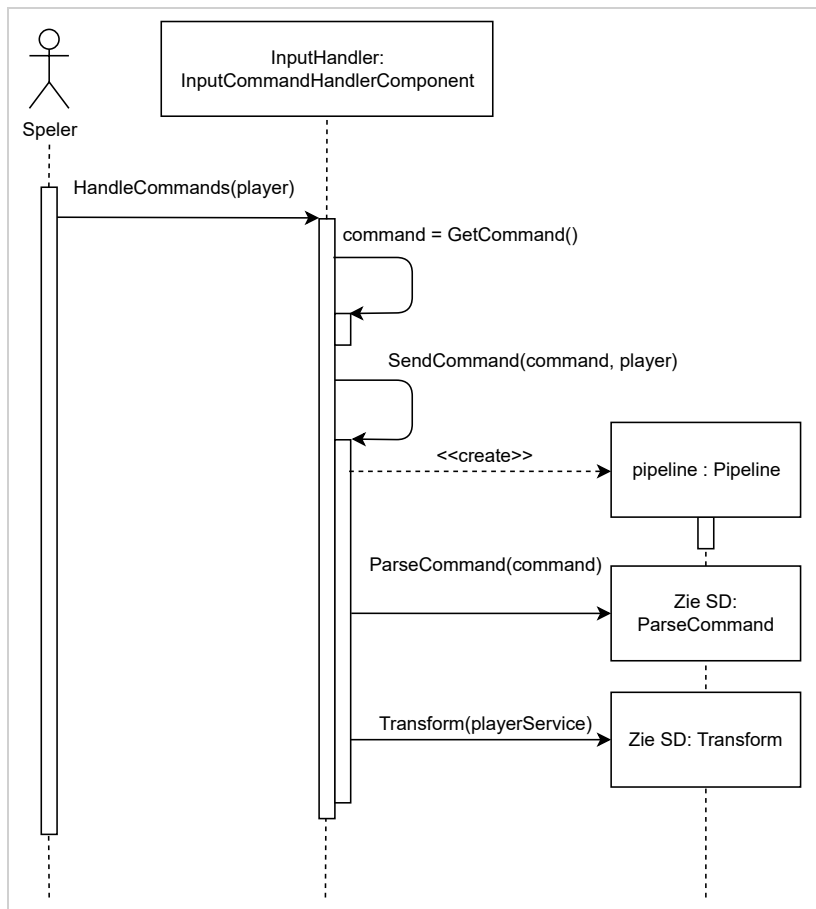 InputHandler:
InputCommandHandlerComponent
Speler
HandleCommands(player)
command = GetCommand()
SendCommand(command, player)
<<create>>
pipeline : Pipeline
ParseCommand(command)
Zie SD:
ParseCommand
Transform(playerService)
Zie SD: Transform